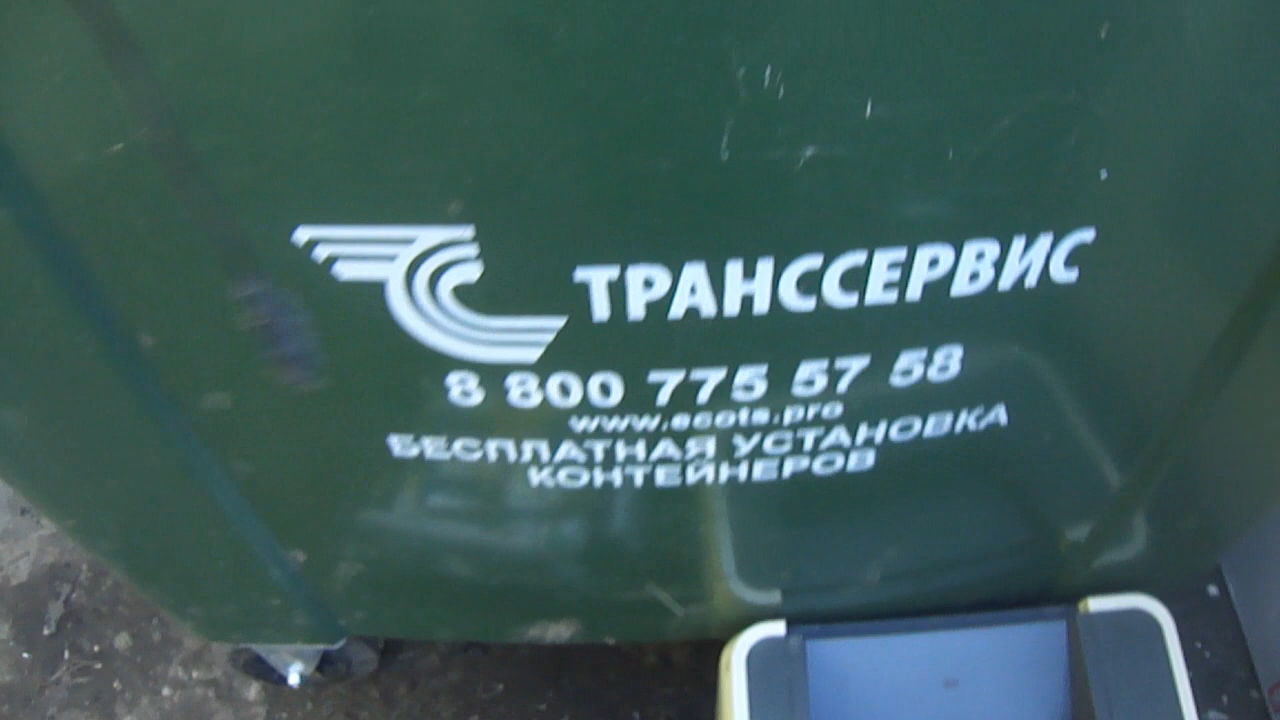 ТРАНССЕРВИС
8 800 775 57 58
www.ecots.pro
БЕСПЛАТНАЯ УСТАНОВКА
КОНТЕЙНЕРОВ